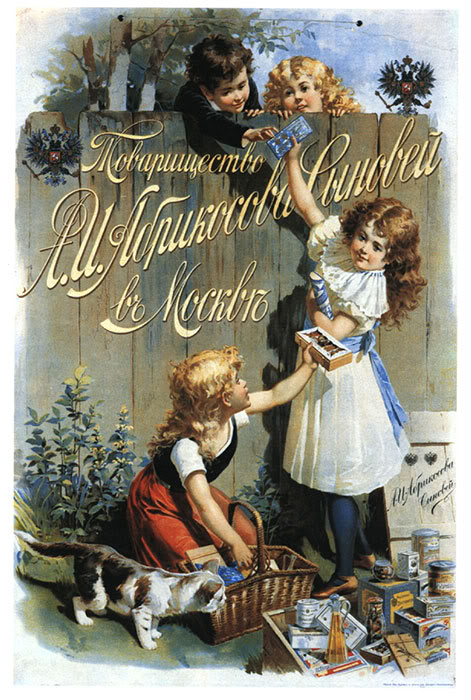 Товарищество
А.И.Абрикосова Сыновей
въ Москвѣ
А.И.Абрикосова
Сыновей